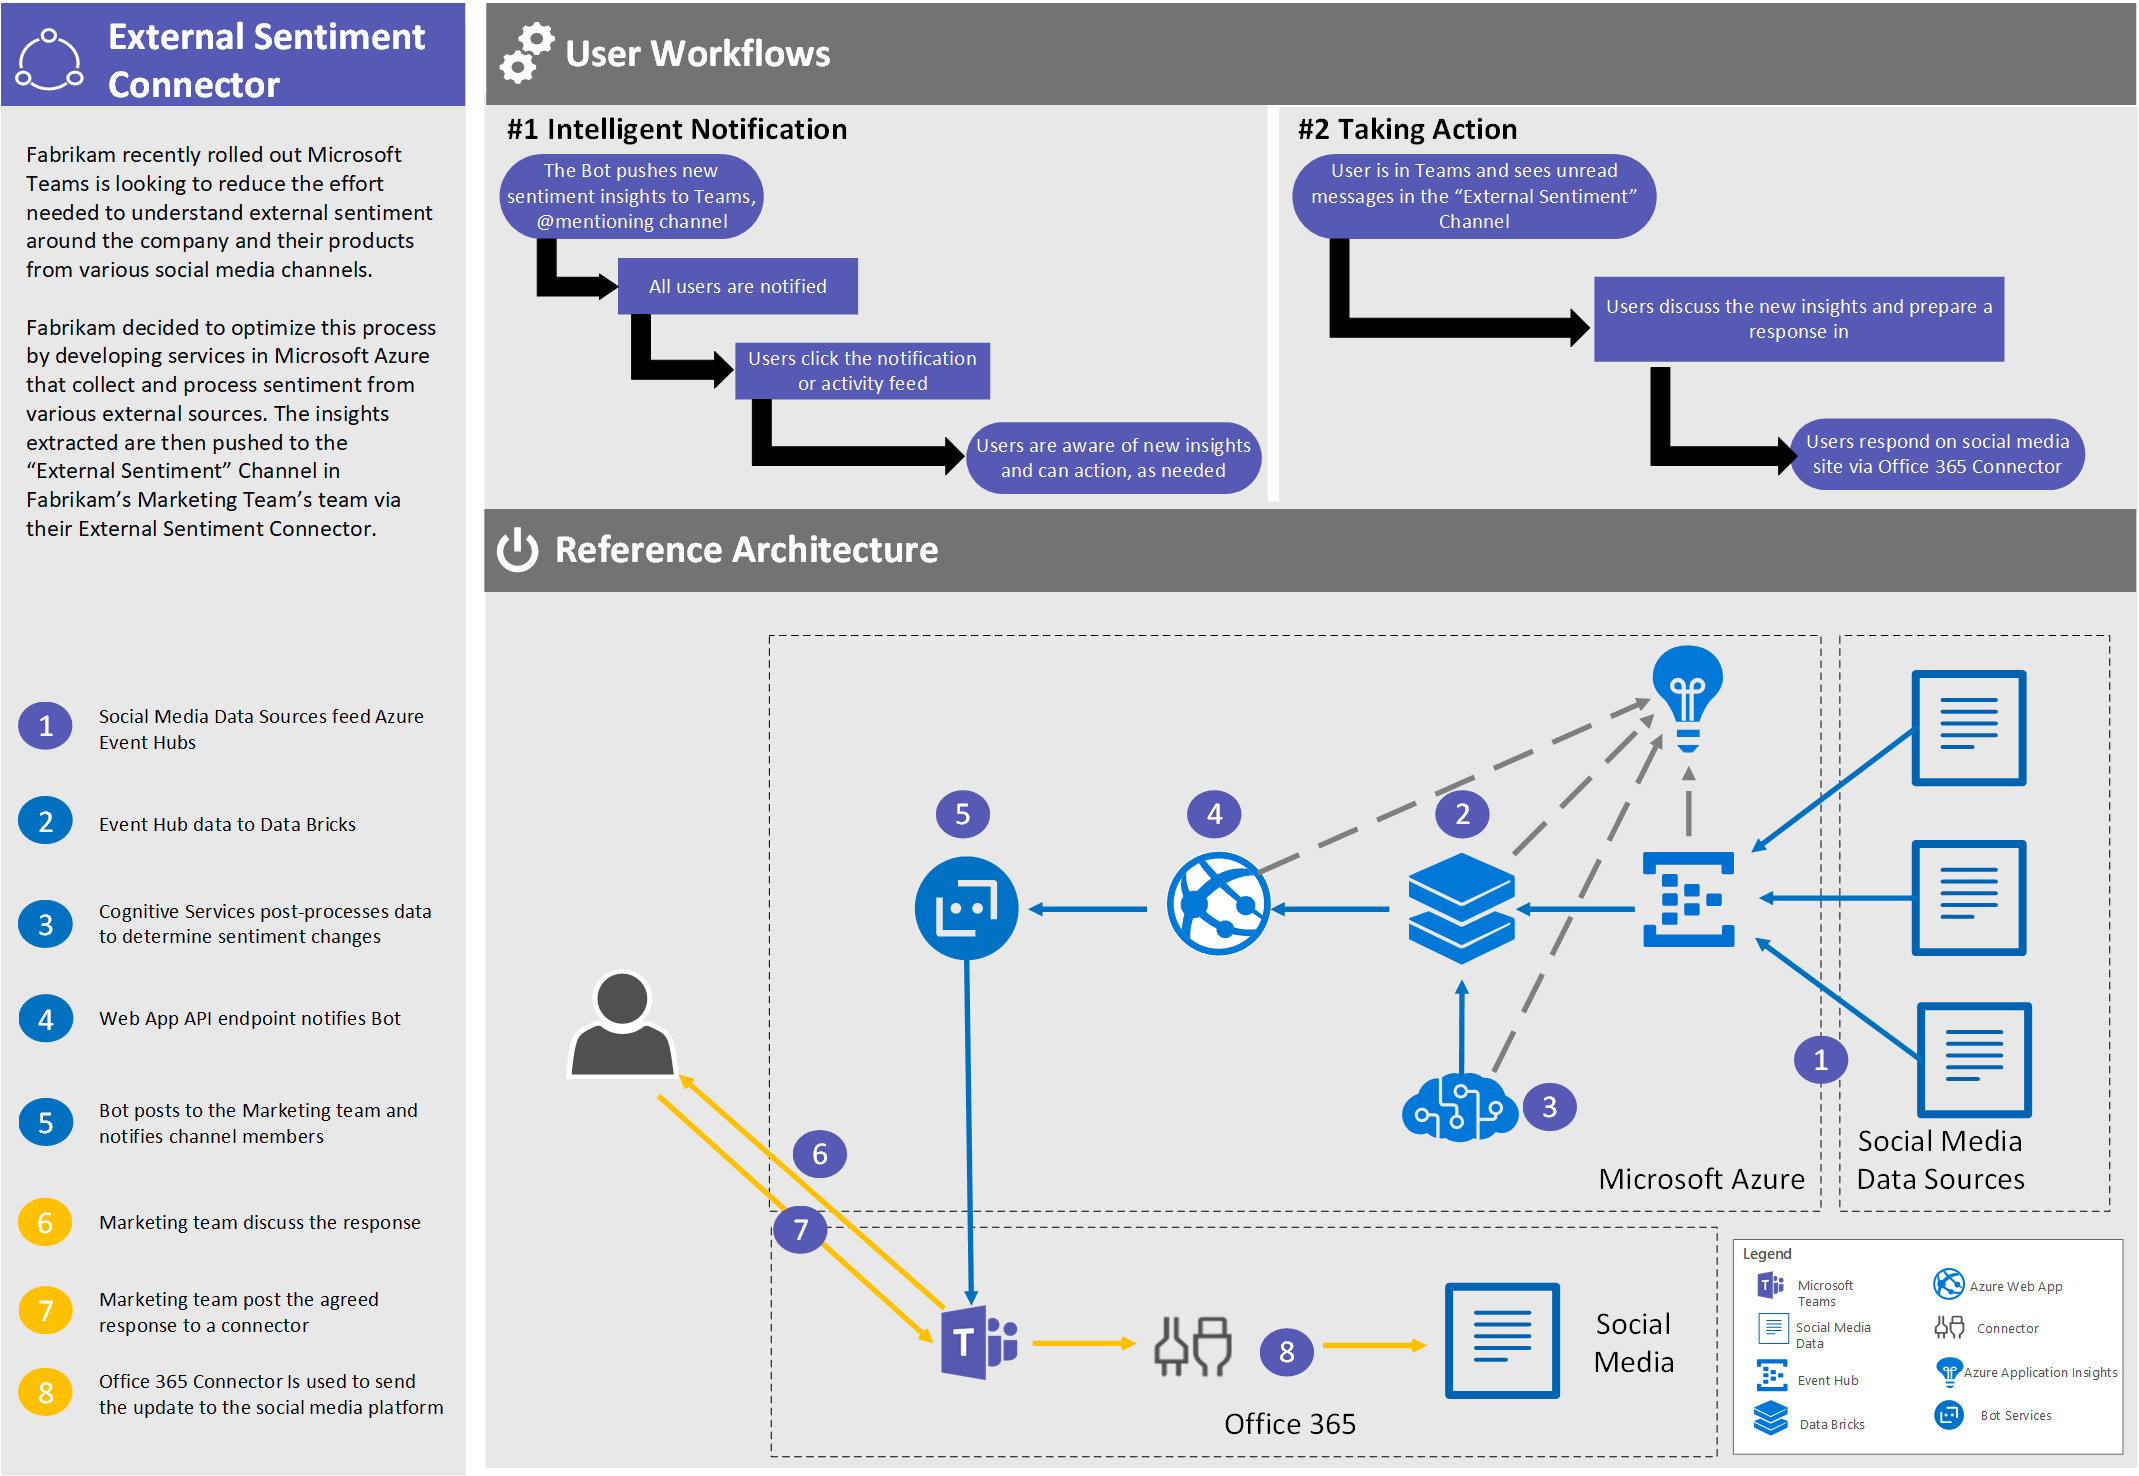 External Sentiment
Connector
Fabrikam recently rolled out Microsoft
Teams is looking to reduce the effort
needed to understand external sentiment
around the company and their products
from various social media channels.
Fabrikam decided to optimize this process
by developing services in Microsoft Azure
that collect and process sentiment from
various external sources. The insights
extracted are then pushed to the
“External Sentiment” Channel in
Fabrikam’s Marketing Team’s team via
their External Sentiment Connector.
1
Social Media Data Sources feed Azure
Event Hubs
2
Event Hub data to Data Bricks
3
Cognitive Services post-processes data
to determine sentiment changes
4
Web App API endpoint notifies Bot
5
Bot posts to the Marketing team and
notifies channel members
6
Marketing team discuss the response
7
Marketing team post the agreed
response to a connector
8
Office 365 Connector Is used to send
the update to the social media platform
User Workflows
#1 Intelligent Notification
The Bot pushes new
sentiment insights to Teams,
@mentioning channel
All users are notified
Users click the notification
or activity feed
Users are aware of new insights
and can action, as needed
#2 Taking Action
User is in Teams and sees unread
messages in the “External Sentiment”
Channel
Users discuss the new insights and prepare a
response in
Users respond on social media
site via Office 365 Connector
Reference Architecture
5
4
2
3
1
6
7
8
Microsoft Azure
Social Media
Data Sources
T
Social
Media
Office 365
Legend
T
Microsoft
Teams
Social Media
Data
Event Hub
Data Bricks
Azure Web App
Connector
Azure Application Insights
Bot Services